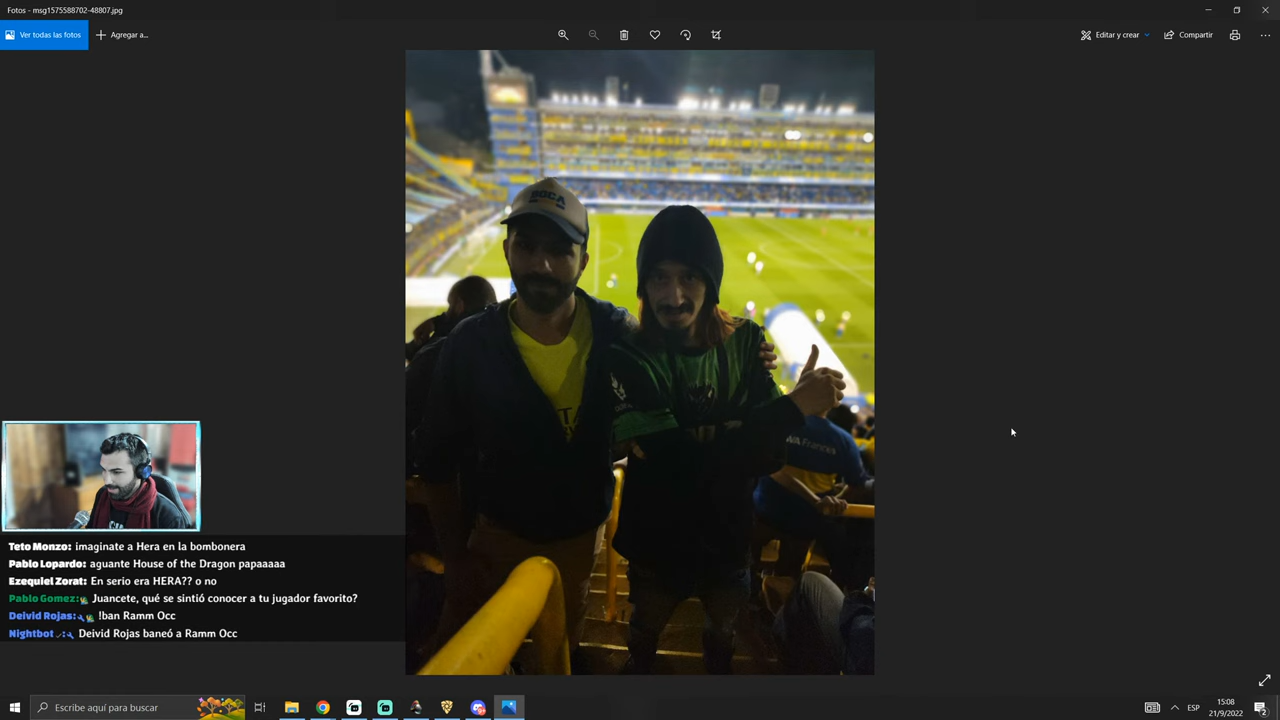 Fotos - msg1575588702-48807.jpg
Ver todas las fotos
Agregar a...
Editar y crear
Compartir
BOCA
Teto Monzo: imaginate a Hera en la bombonera
Pablo Lopardo: aguante House of the Dragon papaaaaa
Ezequiel Zorat: En serio era HERA?? o no
Pablo Gomez: Juancete, qué se sintió conocer a tu jugador favorito?
Deivid Rojas: !ban Ramm Occ
Nightbot: Deivid Rojas baneó a Ramm Occ
Escribe aquí para buscar
ESP
15:08
21/9/2022
2